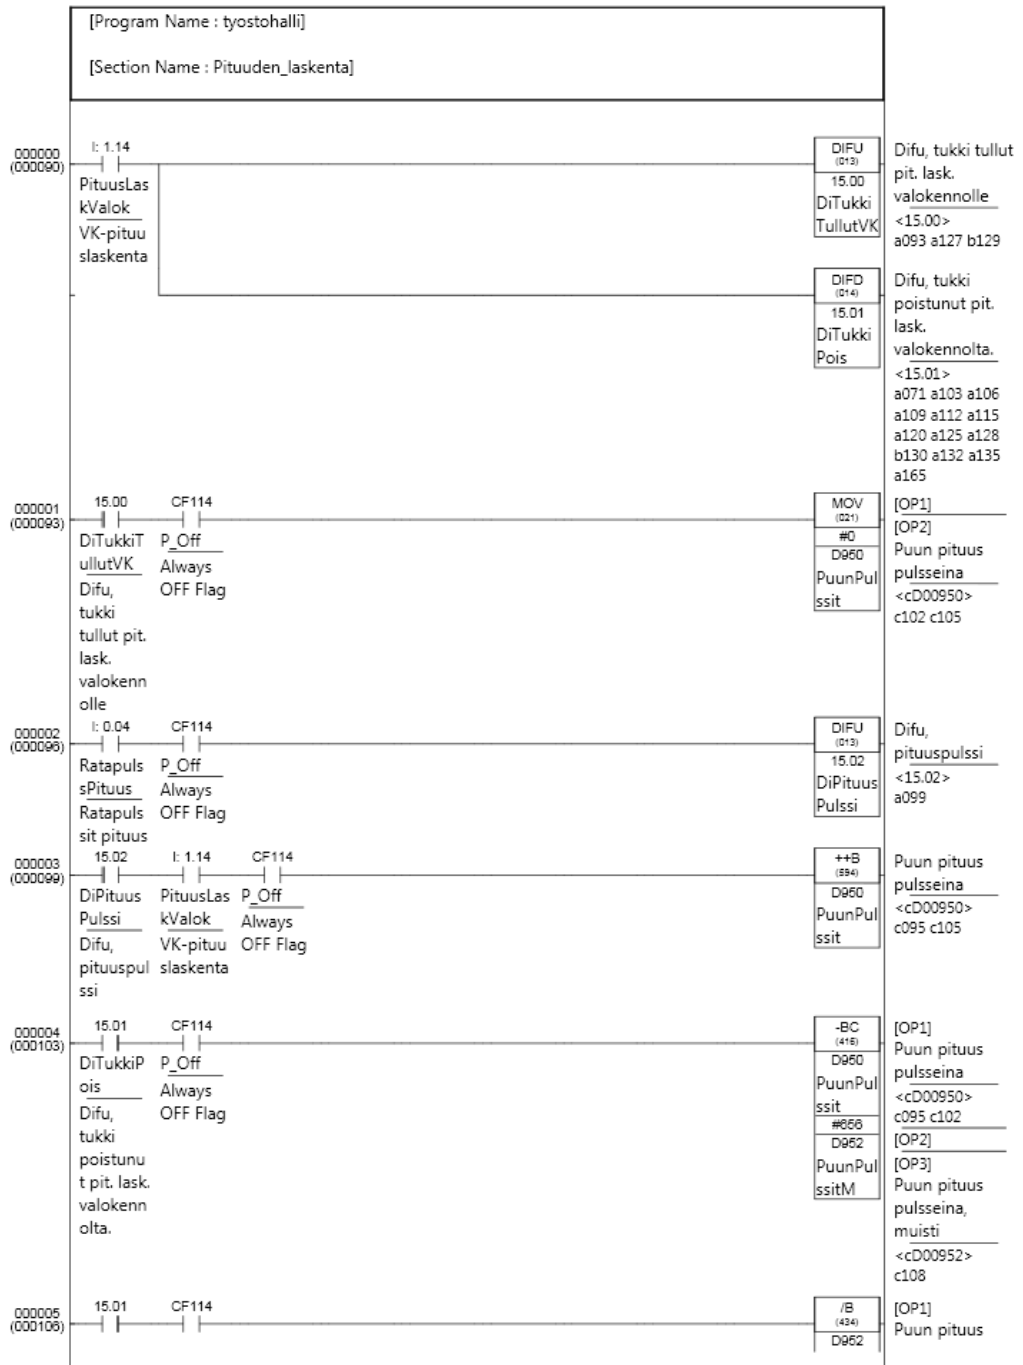 [Program Name : tyostohalli]
[Section Name : Pituuden_laskenta]
000000
(000090)
I: 1.14
PituusLas
kValok
VK-pituu
slaskenta
DIFU
(013)
15.00
DiTukki
TullutVK
Difu, tukki tullut
pit. lask.
valokennolle
<15.00>
a093 a127 b129
DIFD
(014)
15.01
DiTukki
Pois
Difu, tukki
poistunut pit.
lask.
valokennolta.
<15.01>
a071 a103 a106
a109 a112 a115
a120 a125 a128
b130 a132 a135
a165
000001
(000093)
15.00
DiTukkiT
ullutVK
Difu,
tukki
tullut pit.
lask.
valokenn
olle
CF114
P_Off
Always
OFF Flag
MOV
(021)
#0
D950
PuunPul
ssit
[OP1]
[OP2]
Puun pituus
pulsseina
<cD00950>
c102 c105
000002
(000096)
I: 0.04
Ratapuls
sPituus
Ratapuls
sit pituus
CF114
P_Off
Always
OFF Flag
DIFU
(013)
15.02
DiPituus
Pulssi
Difu,
pituuspulssi
<15.02>
a099
000003
(000099)
15.02
DiPituus
Pulssi
Difu,
pituuspul
ssi
I: 1.14
PituusLas
kValok
VK-pituu
slaskenta
CF114
P_Off
Always
OFF Flag
++B
(594)
D950
PuunPul
ssit
Puun pituus
pulsseina
<cD00950>
c095 c105
000004
(000103)
15.01
DiTukkiP
ois
Difu,
tukki
poistunu
t pit. lask.
valokenn
olta.
CF114
P_Off
Always
OFF Flag
-BC
(416)
D950
PuunPul
ssit
#656
D952
PuunPul
ssitM
[OP1]
Puun pituus
pulsseina
<cD00950>
c095 c102
[OP2]
[OP3]
Puun pituus
pulsseina,
muisti
<cD00952>
c108
000005
(000106)
15.01
CF114
/B
(434)
D952
[OP1]
Puun pituus